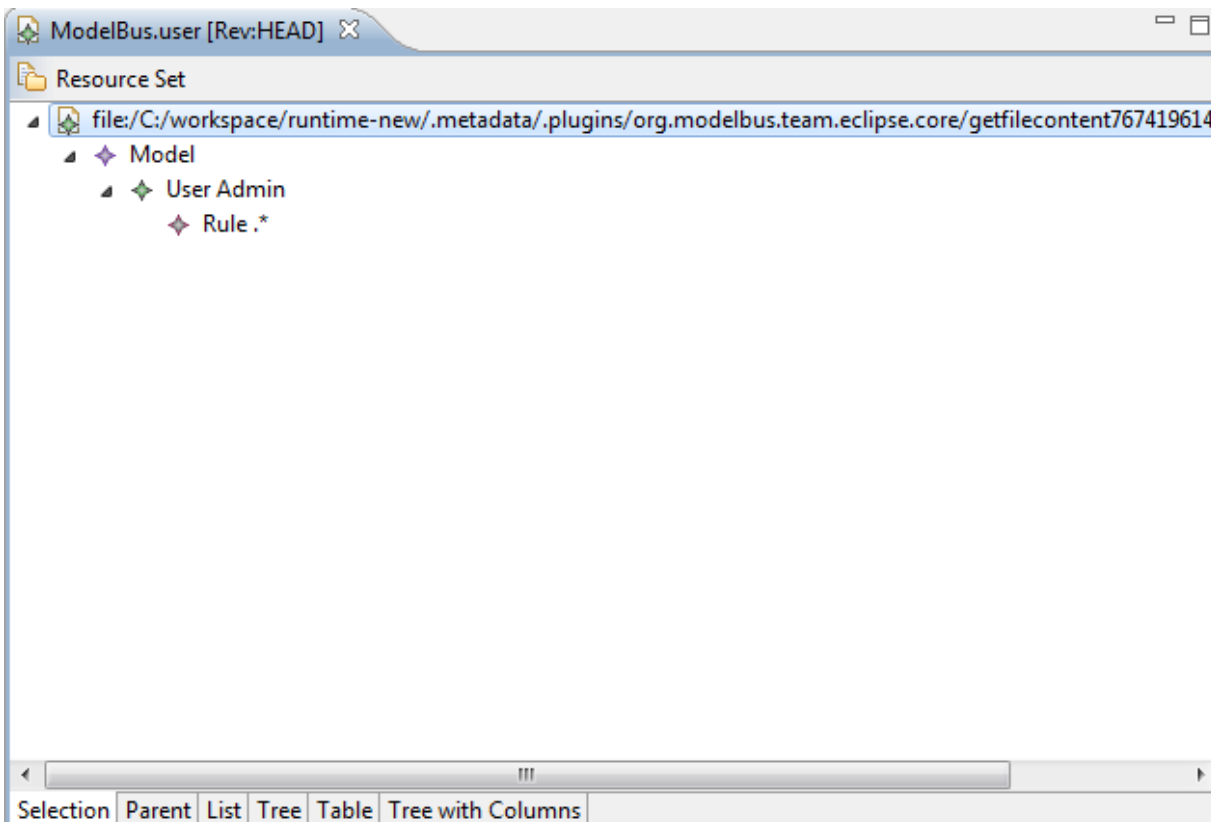 ModelBus.user [Rev:HEAD]
Resource Set
file:/C:/workspace/runtime-new/.metadata/.plugins/org.modelbus.team.eclipse.core/getfilecontent767419614
Model
User Admin
Rule .*
Selection Parent List Tree Table Tree with Columns